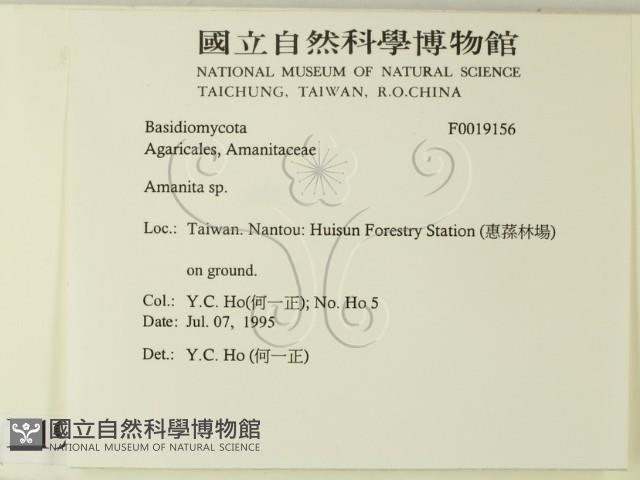 國立自然科學博物館
NATIONAL MUSEUM OF NATURAL SCIENCE
TAICHUNG, TAIWAN, R.O.CHINA
Basidiomycota F0019156
Agaricales, Amanitaceae
Amanita sp.
Loc.: Taiwan. Nantou: Huisun Forestry Station (惠蓀林場)
on ground.
Col.: Y.C. Ho(何一正); No. Ho 5
Date: Jul. 07, 1995
Det.: Y.C. Ho (何一正)
國立自然科學博物館
NATIONAL MUSEUM OF NATURAL SCIENCE